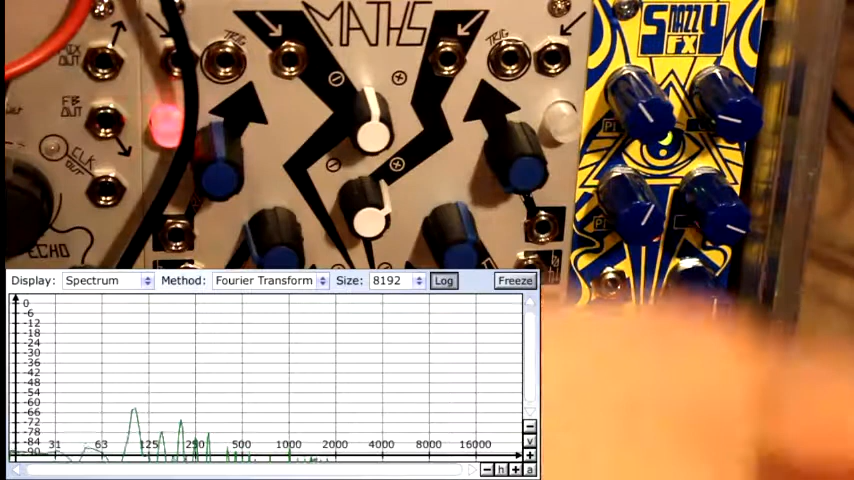 MATHS
SNAZZY
FX
TRIG
TRIG
MIX
OUT
FB
OUT
CLK
OUT
ECHO
Display: Spectrum Method: Fourier Transform Size: 8192 Log Freeze
0
-6
-12
-18
-24
-30
-36
-42
-48
-54
-60
-66
-72
-78
-84
-90
31 63 125 250 500 1000 2000 4000 8000 16000
v
h
a